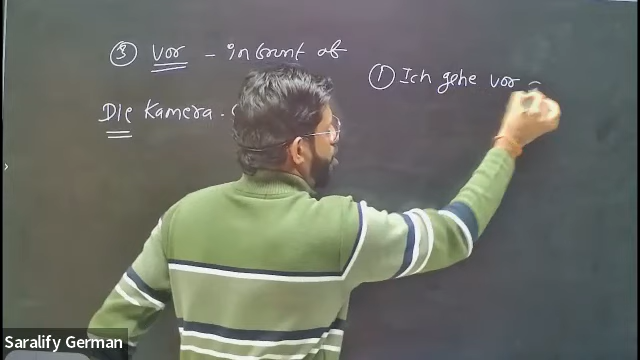 ③ Vor - in front of
Die Kamera.
① Ich gehe vor
Saralify German